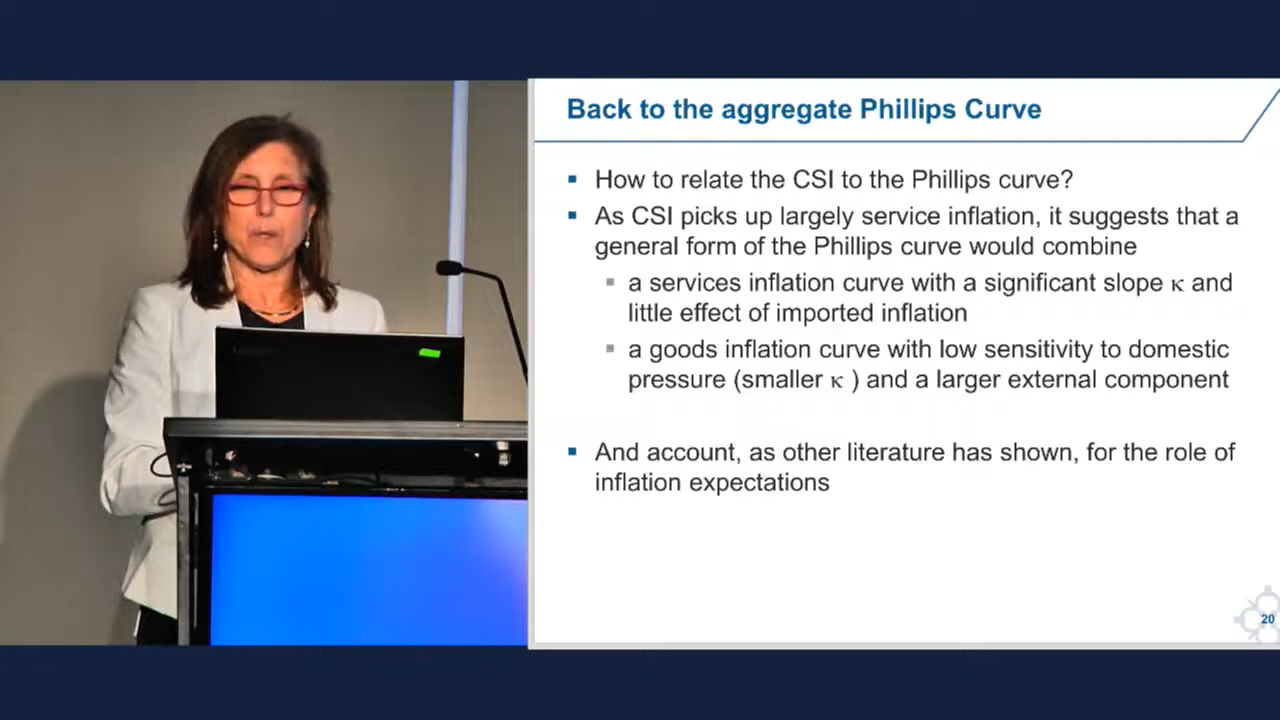 Back to the aggregate Phillips Curve
▪ How to relate the CSI to the Phillips curve?
▪ As CSI picks up largely service inflation, it suggests that a
general form of the Phillips curve would combine
▪ a services inflation curve with a significant slope κ and
little effect of imported inflation
▪ a goods inflation curve with low sensitivity to domestic
pressure (smaller κ ) and a larger external component
▪ And account, as other literature has shown, for the role of
inflation expectations
20